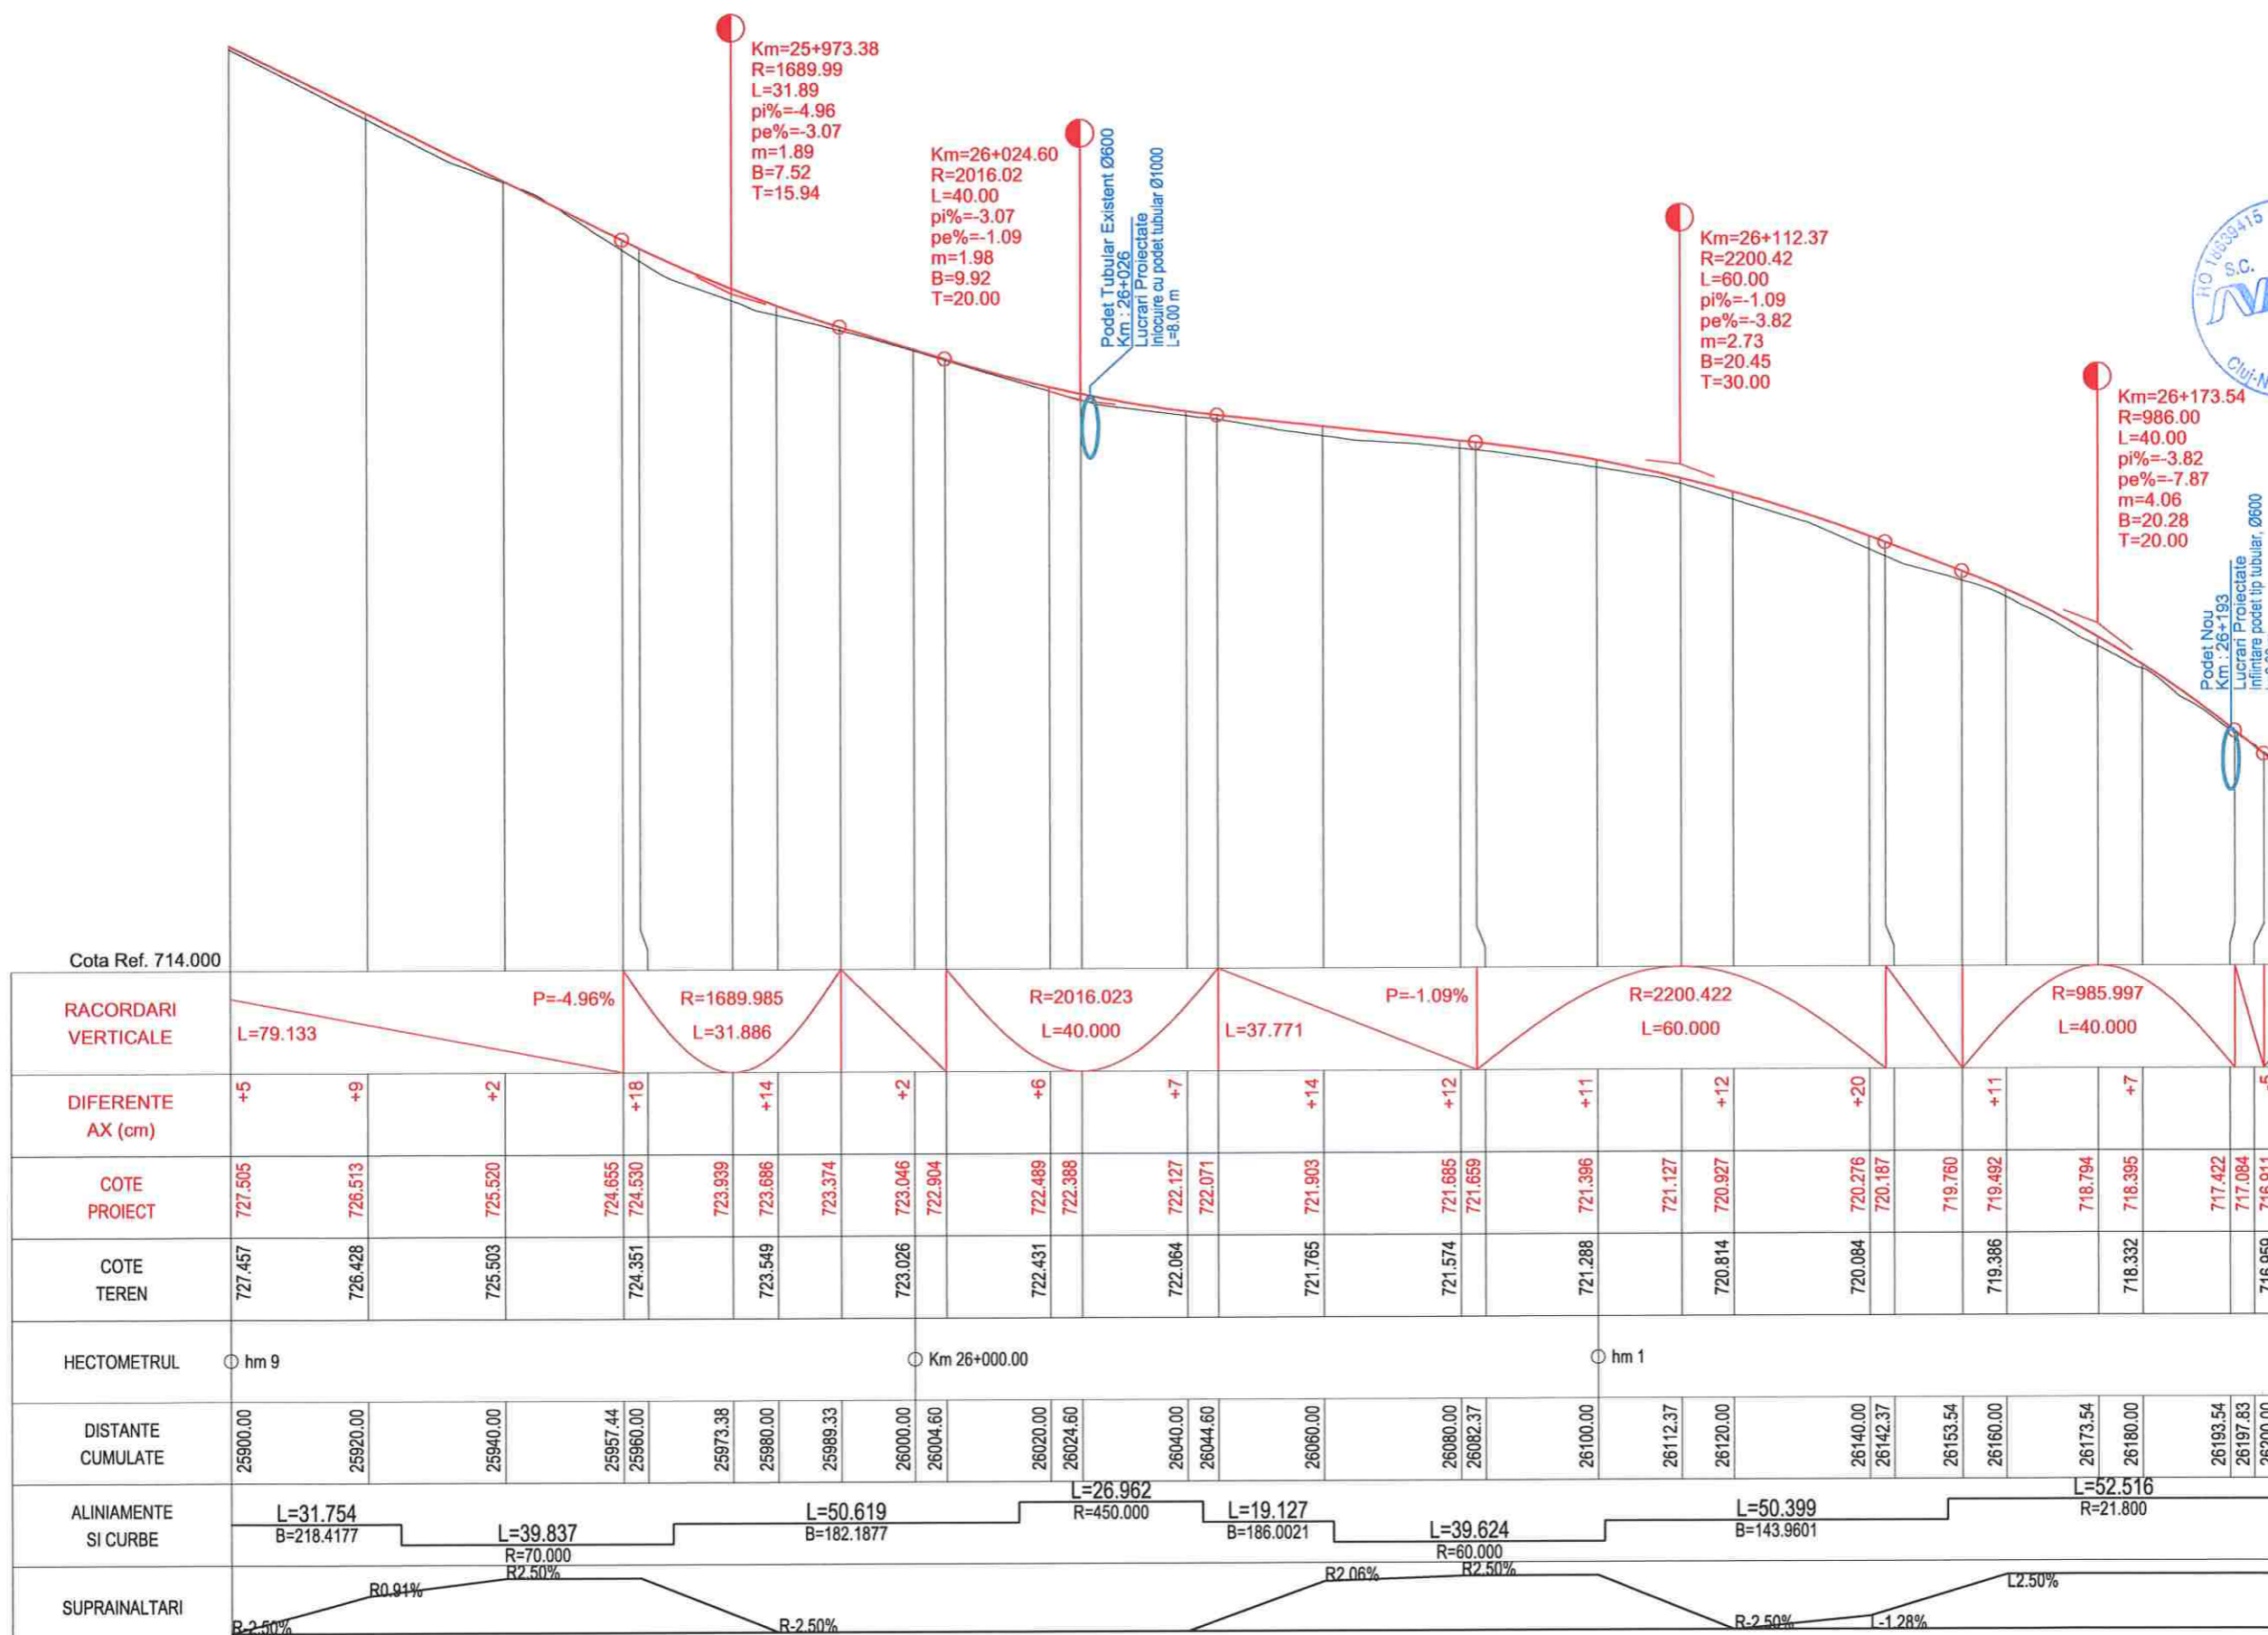 Km=25+973.38
R=1689.99
L=31.89
pi%=-4.96
pe%=-3.07
m=1.89
B=7.52
T=15.94
Km=26+024.60
R=2016.02
L=40.00
pi%=-3.07
pe%=-1.09
m=1.98
B=9.92
T=20.00
Podet Tubular Existent Ø600
Km : 26+026
Lucrari Proiectate
Inlocuire cu podet tubular Ø1000
L=8.00 m
Km=26+112.37
R=2200.42
L=60.00
pi%=-1.09
pe%=-3.82
m=2.73
B=20.45
T=30.00
RO 18639415
S.C.
Cluj-N
Km=26+173.54
R=986.00
L=40.00
pi%=-3.82
pe%=-7.87
m=4.06
B=20.28
T=20.00
Podet Nou
Km : 26+193
Lucrari Proiectate
Infiintare podet tip tubular, Ø600
Cota Ref. 714.000
RACORDARI
VERTICALE
L=79.133
P=-4.96%
R=1689.985
L=31.886
R=2016.023
L=40.000
L=37.771
P=-1.09%
R=2200.422
L=60.000
R=985.997
L=40.000
DIFERENTE
AX (cm)
+5 +9 +2 +18 +14 +2 +6 +7 +14 +12 +11 +12 +20 +11 +7 -5
COTE
PROIECT
727.505 726.513 725.520 724.655 724.530 723.939 723.686 723.374 723.046 722.904 722.489 722.388 722.127 722.071 721.903 721.685 721.659 721.396 721.127 720.927 720.276 720.187 719.760 719.492 718.794 718.395 717.422 717.084 716.911
COTE
TEREN
727.457 726.428 725.503 724.351 723.549 723.026 722.431 722.064 721.765 721.574 721.288 720.814 720.084 719.386 718.332 716.959
HECTOMETRUL
hm 9
Km 26+000.00
hm 1
DISTANTE
CUMULATE
25900.00 25920.00 25940.00 25957.44 25960.00 25973.38 25980.00 25989.33 26000.00 26004.60 26020.00 26024.60 26040.00 26044.60 26060.00 26080.00 26082.37 26100.00 26112.37 26120.00 26140.00 26142.37 26153.54 26160.00 26173.54 26180.00 26193.54 26197.83 26200.00
ALINIAMENTE
SI CURBE
L=31.754
B=218.4177
L=39.837
R=70.000
L=50.619
B=182.1877
L=26.962
R=450.000
L=19.127
B=186.0021
L=39.624
R=60.000
L=50.399
B=143.9601
L=52.516
R=21.800
SUPRAINALTARI
R-2.50%
R0.91%
R2.50%
R-2.50%
R2.06%
R2.50%
R-2.50%
L-1.28%
L2.50%